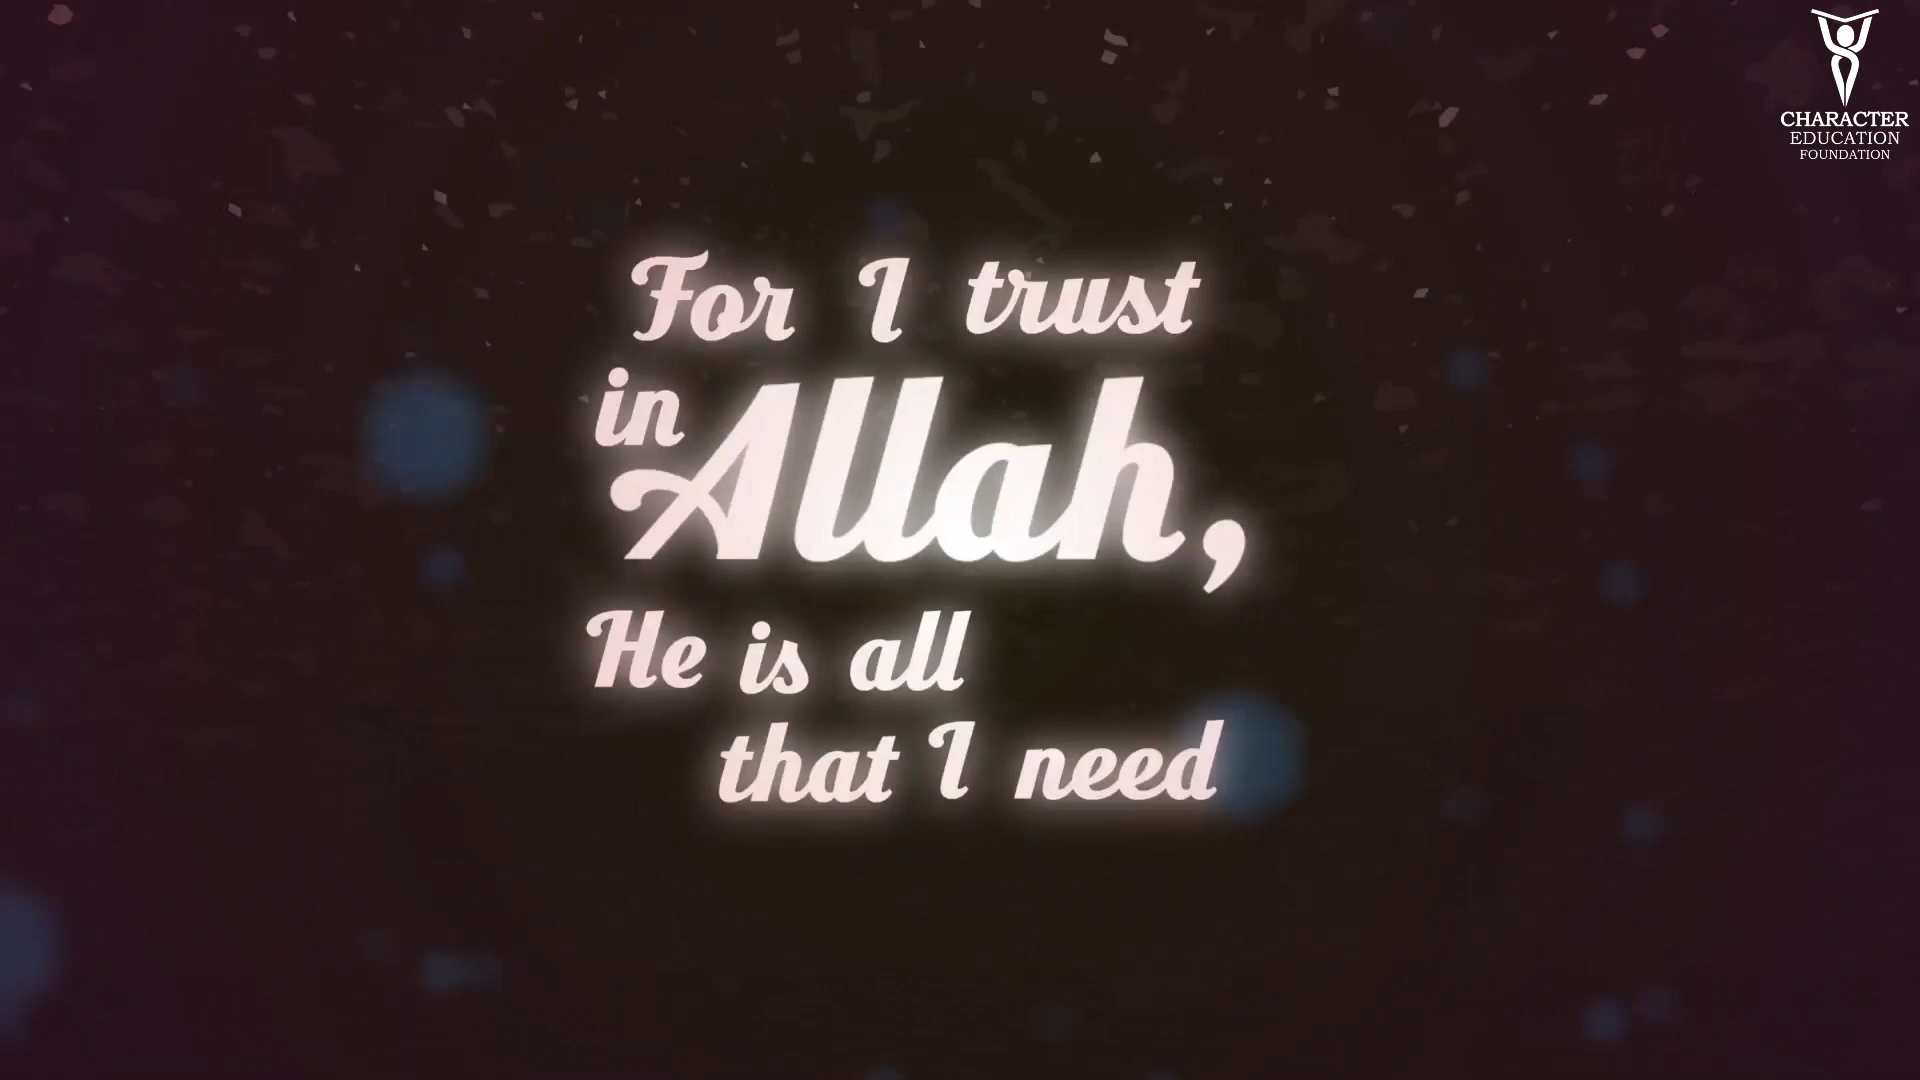 For I trust
in Allah,
He is all
that I need
CHARACTER
EDUCATION
FOUNDATION